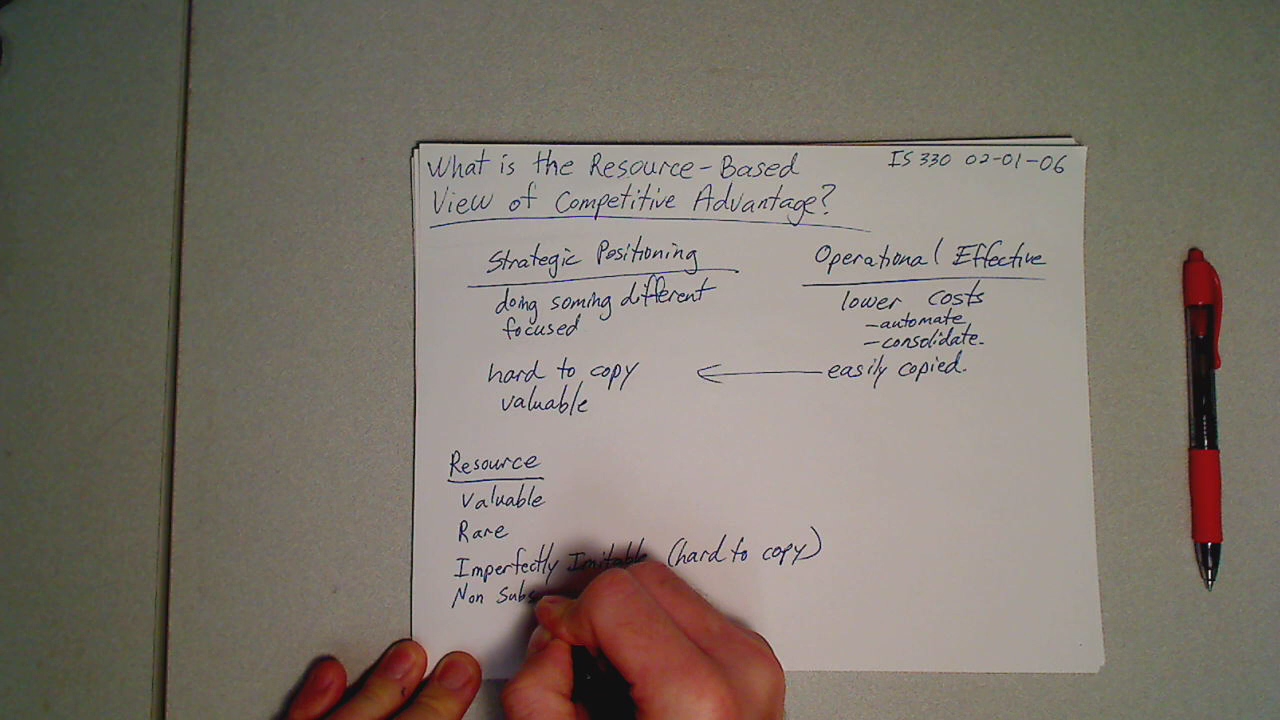 What is the Resource-Based
View of Competitive Advantage?
IS 330 02-01-06
Strategic Positioning
doing soming different
focused
hard to copy
valuable
Operational Effective
lower costs
-automate
-consolidate.
easily copied.
Resource
Valuable
Rare
Imperfectly Imitable (hard to copy)
Non